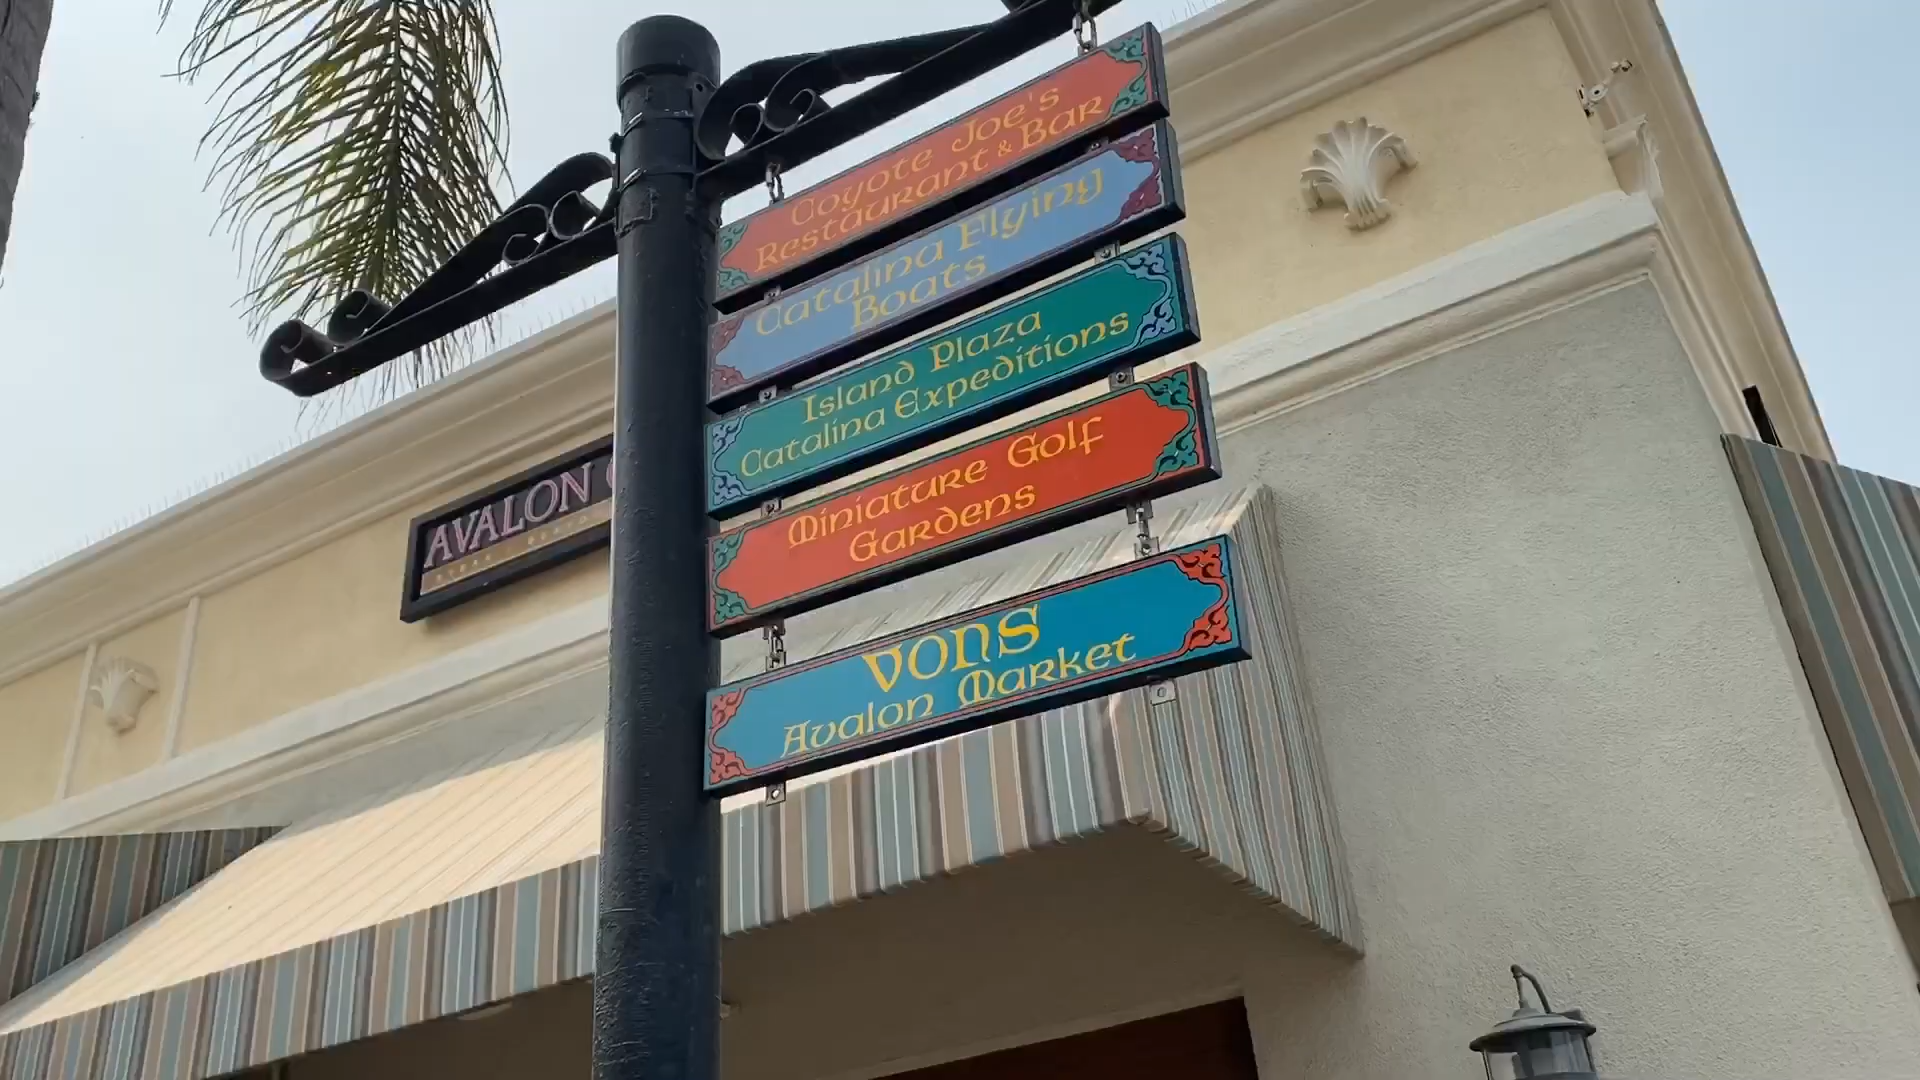 Coyote Joe's
Restaurant & Bar
Catalina Flying
Boats
Island Plaza
Catalina Expeditions
Miniature Golf
Gardens
VONS
Avalon Market
AVALON